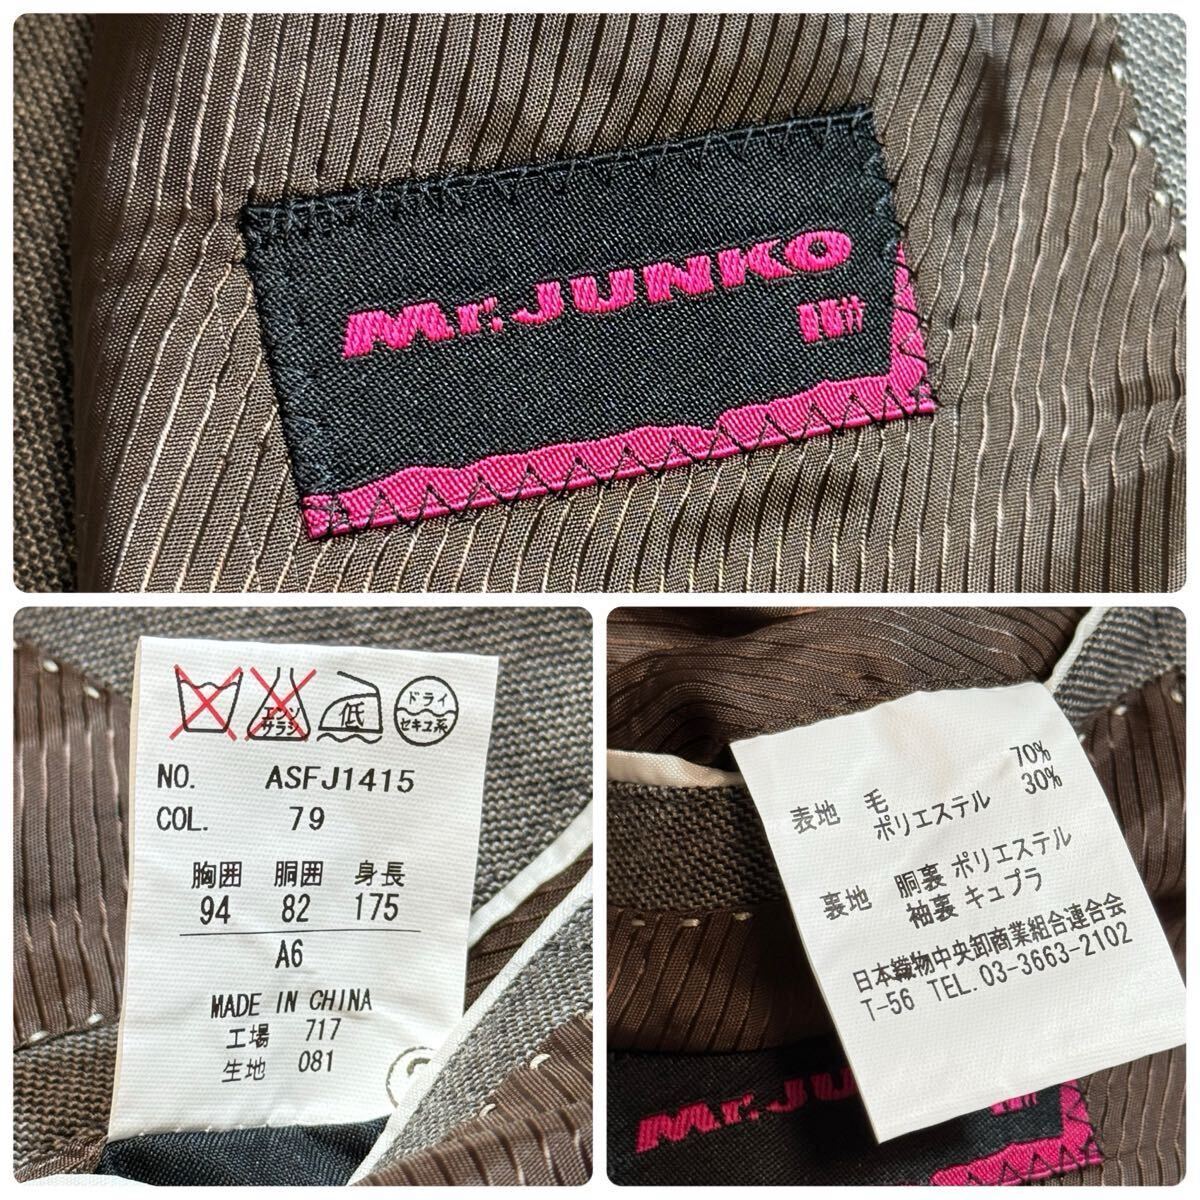 Mr.JUNKO
エンソ
サラシ
低
ドライ
セキユ系
NO. ASFJ1415
COL. 79
胸囲 胴囲 身長
94 82 175
A6
MADE IN CHINA
工場 717
生地 081
表地 毛 70%
ポリエステル 30%
裏地 胴裏 ポリエステル
袖裏 キュプラ
日本織物中央卸商業組合連合会
T-56 TEL. 03-3663-2102
Mr.JU